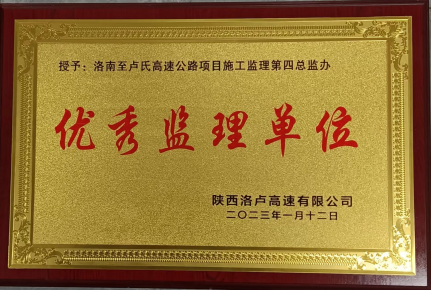 授予：洛南至卢氏高速公路项目施工监理第四总监办
优秀监理单位
陕西洛卢高速有限公司
二〇二三年一月十二日